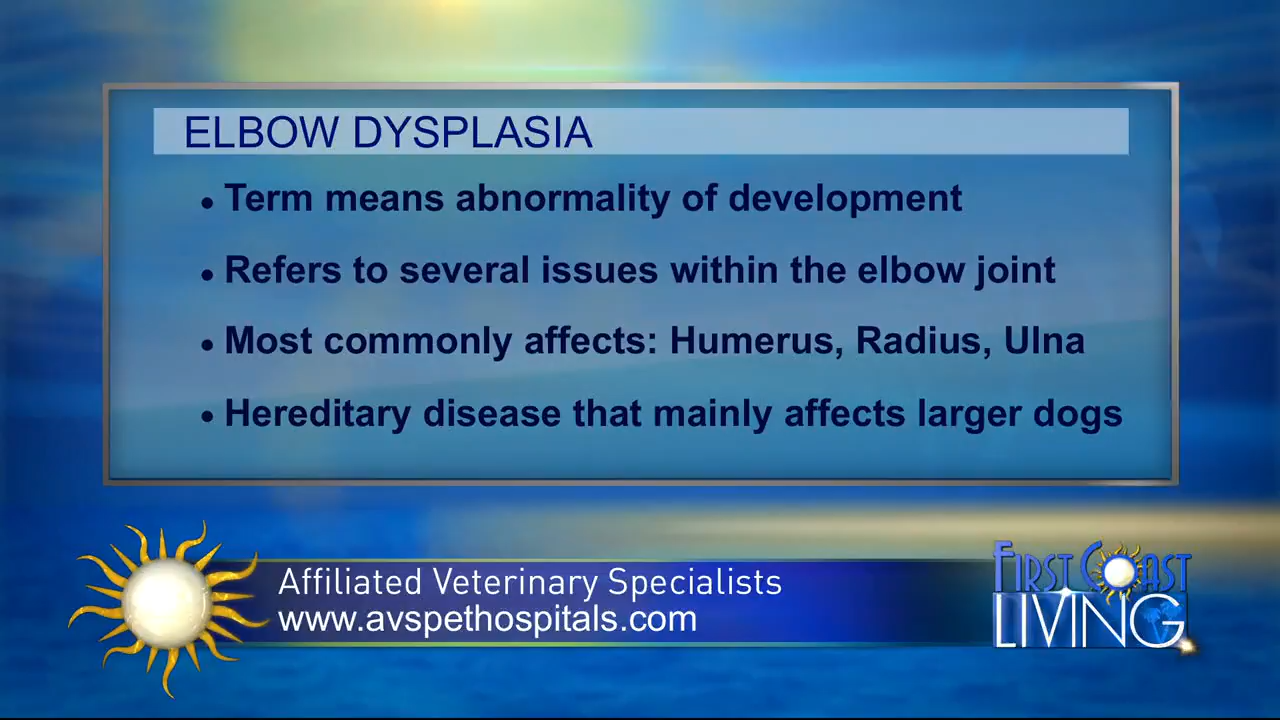 ELBOW DYSPLASIA
• Term means abnormality of development
• Refers to several issues within the elbow joint
• Most commonly affects: Humerus, Radius, Ulna
• Hereditary disease that mainly affects larger dogs
Affiliated Veterinary Specialists
www.avspethospitals.com
FIRST COAST
LIVING